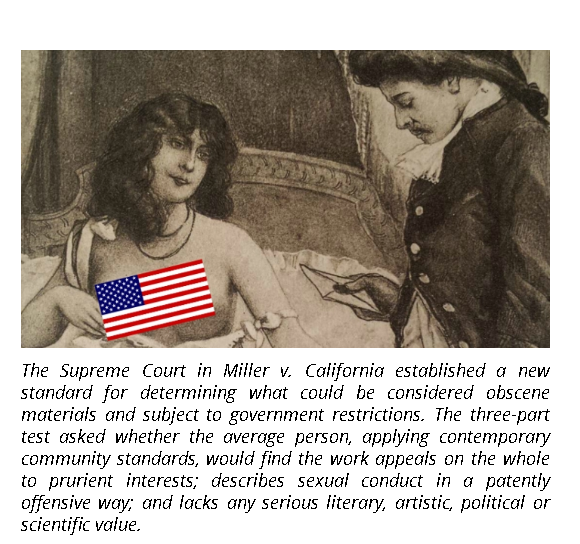 The Supreme Court in Miller v. California established a new
standard for determining what could be considered obscene
materials and subject to government restrictions. The three-part
test asked whether the average person, applying contemporary
community standards, would find the work appeals on the whole
to prurient interests; describes sexual conduct in a patently
offensive way; and lacks any serious literary, artistic, political or
scientific value.